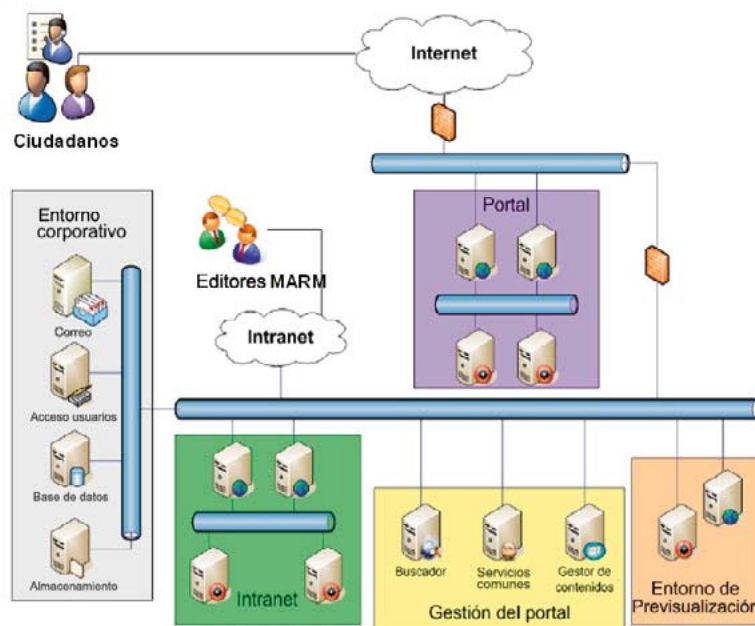 Internet
Ciudadanos
Portal
Entorno
corporativo
Editores MARM
Correo
Intranet
Acceso usuarios
Base de datos
Almacenamiento
Intranet
Buscador
Servicios
comunes
Gestor de
contenidos
Gestión del portal
Entorno de
Previsualización